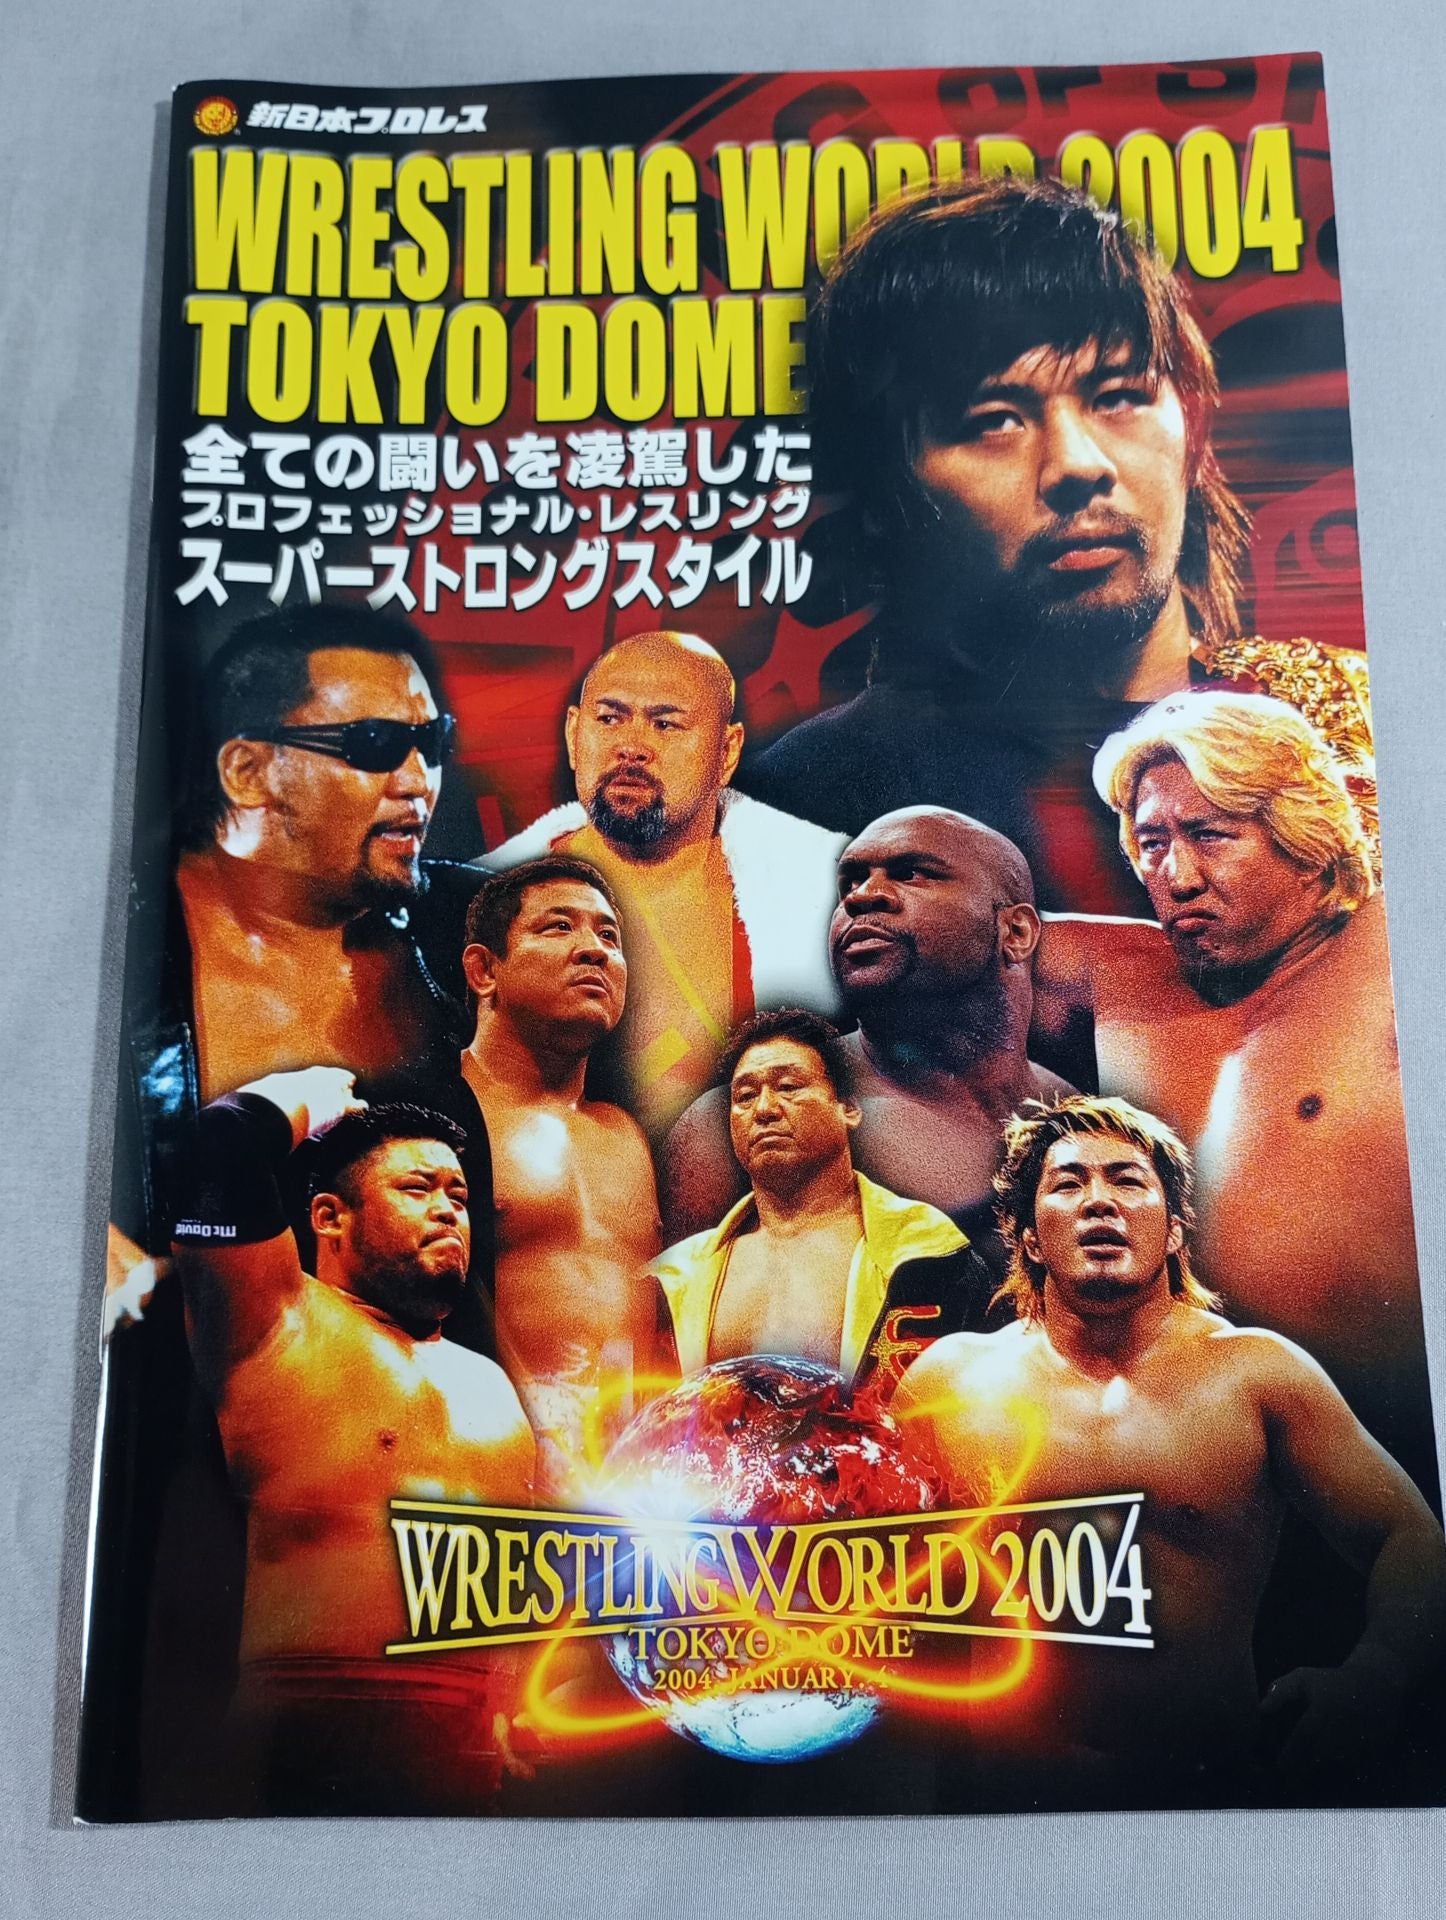 新日本プロレス
WRESTLING WORLD 2004
TOKYO DOME
全ての闘いを凌駕した
プロフェッショナル・レスリング
スーパーストロングスタイル
Mc David
WRESTLING WORLD 2004
TOKYO DOME
2004. JANUARY. 4